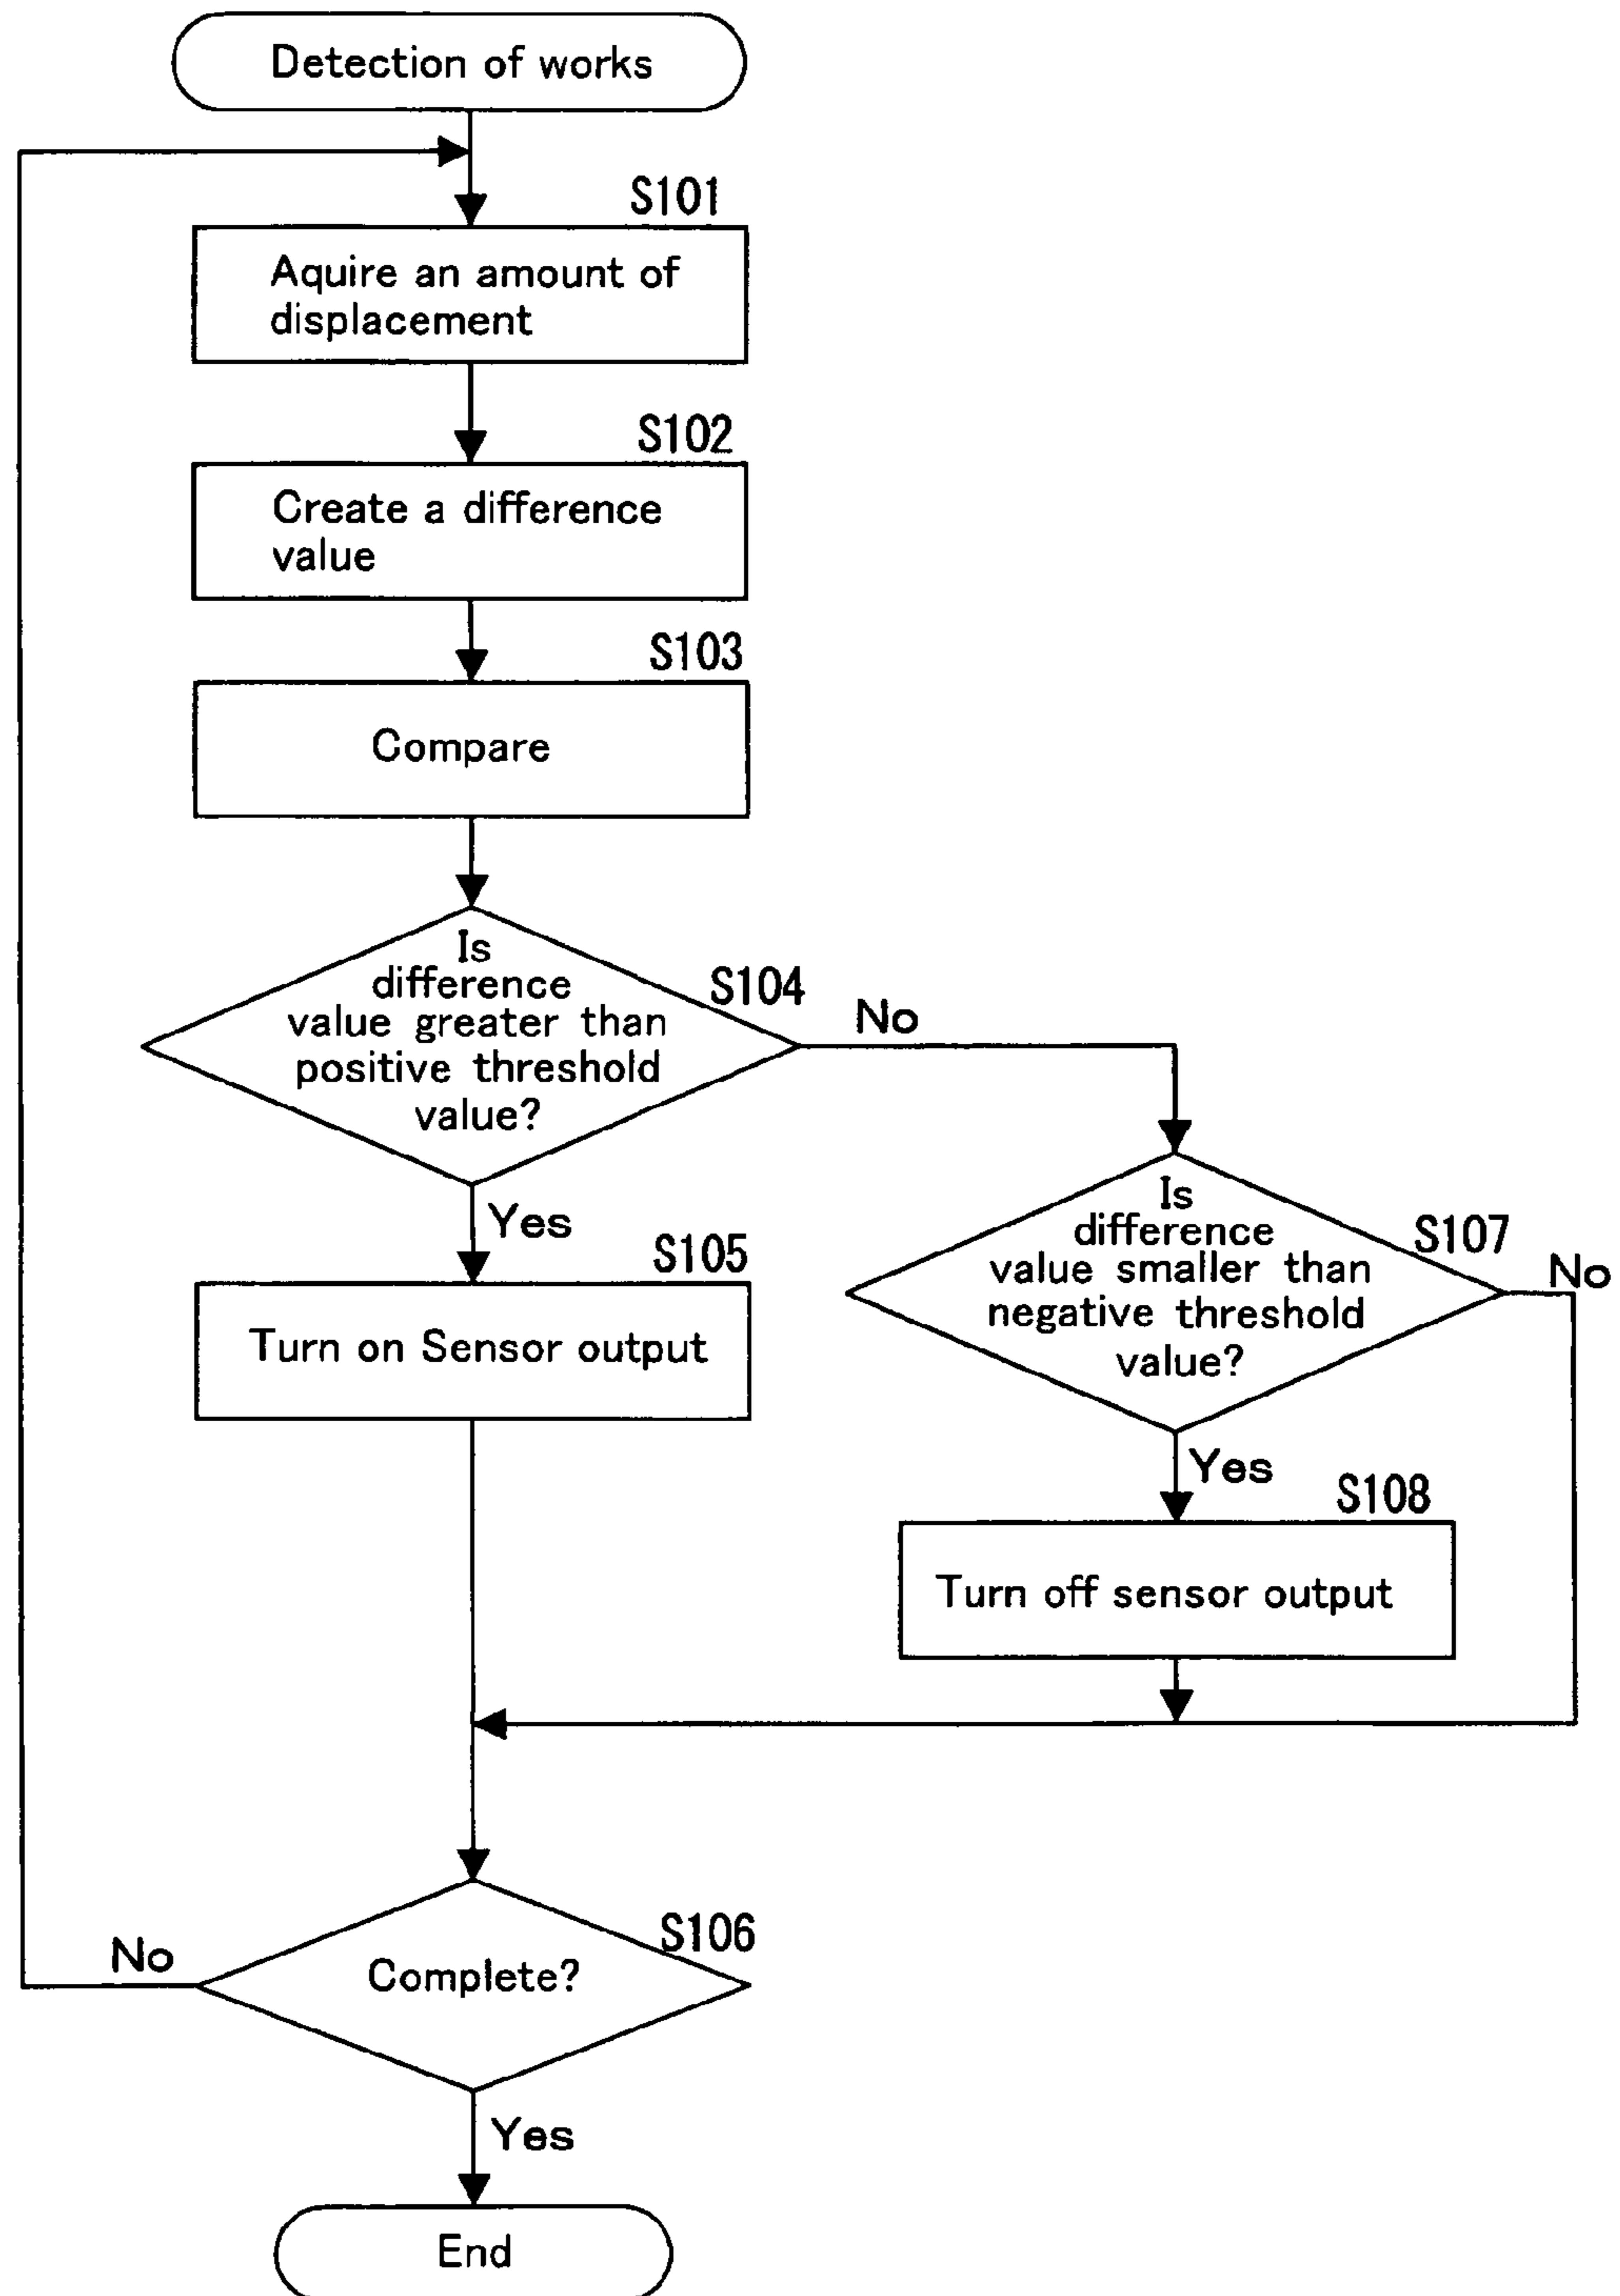 Detection of works
S101
Aquire an amount of
displacement
S102
Create a difference
value
S103
Compare
Is
difference
value greater than
positive threshold
value?
S104
No
Yes
S105
Turn on Sensor output
Is
difference
value smaller than
negative threshold
value?
S107
No
Yes
S108
Turn off sensor output
S106
Complete?
No
Yes
End